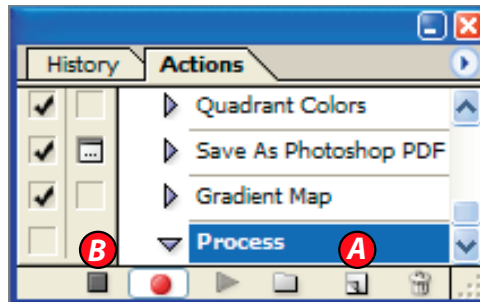 History Actions
Quadrant Colors
Save As Photoshop PDF
Gradient Map
Process
B A